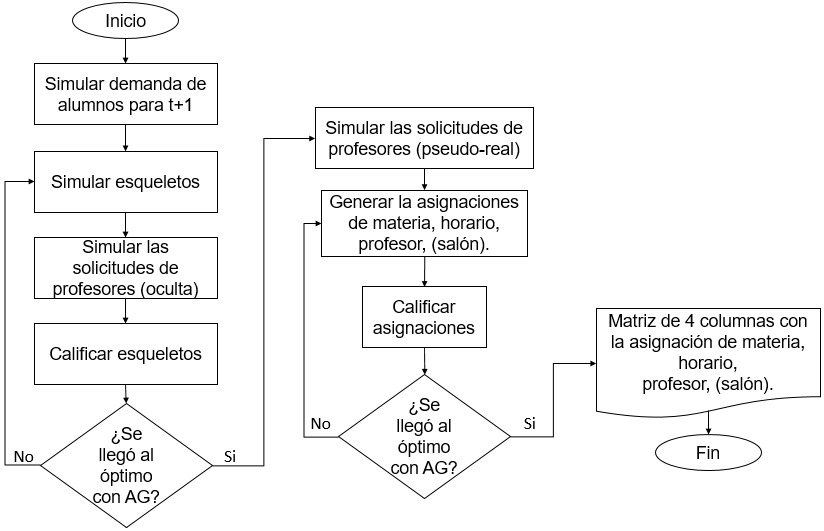 Inicio
Simular demanda de
alumnos para t+1
Simular esqueletos
Simular las
solicitudes de
profesores (oculta)
Calificar esqueletos
¿Se
llegó al
óptimo
con AG?
No
Si
Simular las solicitudes de
profesores (pseudo-real)
Generar la asignaciones
de materia, horario,
profesor, (salón).
Calificar
asignaciones
¿Se
llegó al
óptimo
con AG?
No
Si
Matriz de 4 columnas con
la asignación de materia,
horario,
profesor, (salón).
Fin